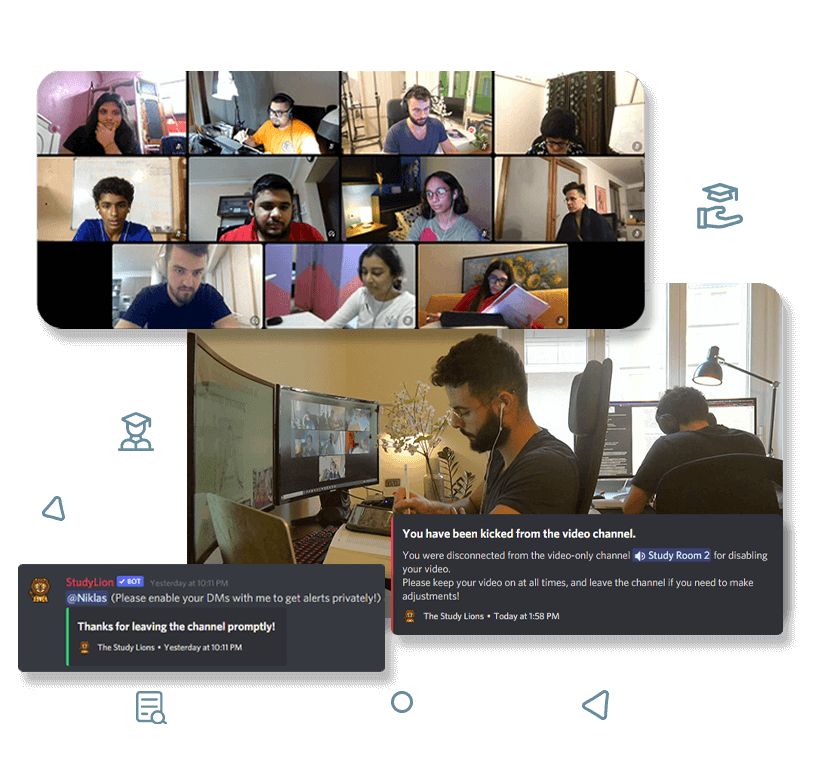 You have been kicked from the video channel.
You were disconnected from the video-only channel Study Room 2 for disabling
your video.
Please keep your video on at all times, and leave the channel if you need to make
adjustments!
The Study Lions • Today at 1:58 PM
StudyLion ✓ BOT Yesterday at 10:11 PM
@Niklas (Please enable your DMs with me to get alerts privately!)
Thanks for leaving the channel promptly!
The Study Lions • Yesterday at 10:11 PM